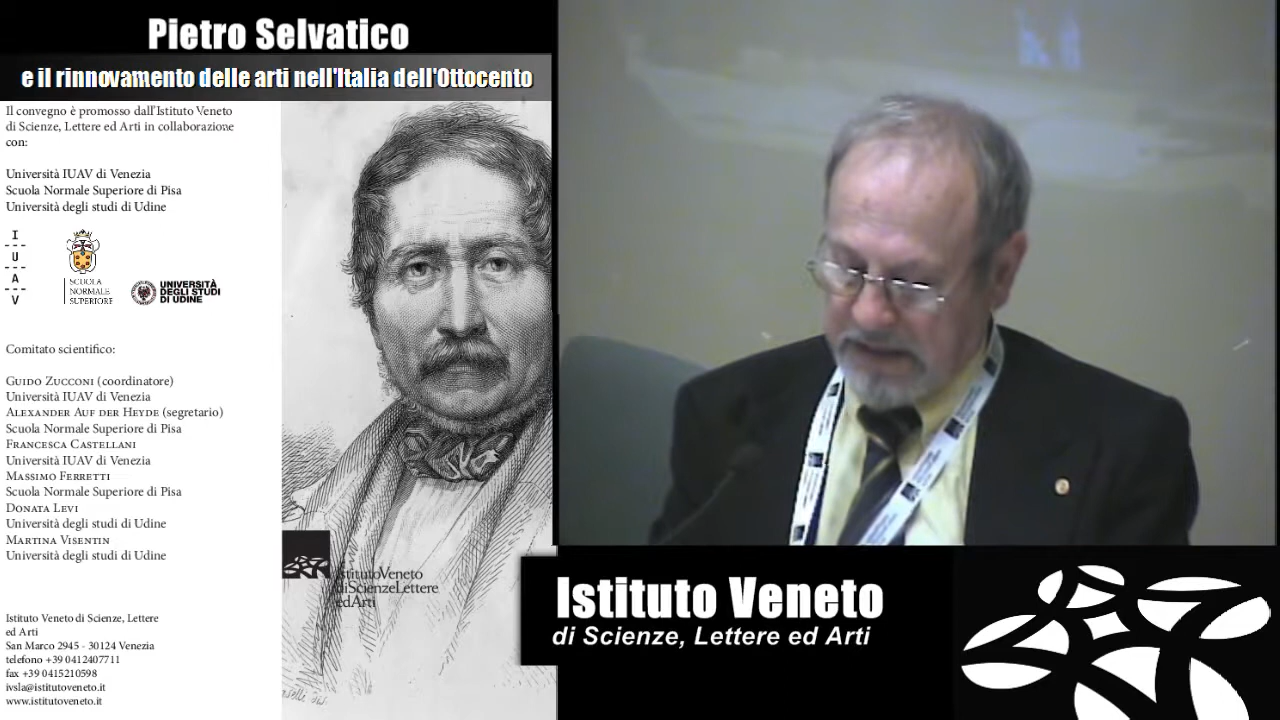 Pietro Selvatico
e il rinnovamento delle arti nell'Italia dell'Ottocento
Il convegno è promosso dall'Istituto Veneto
di Scienze, Lettere ed Arti in collaborazione
con:
Università IUAV di Venezia
Scuola Normale Superiore di Pisa
Università degli studi di Udine
I
U
A
V
SCUOLA
NORMALE
SUPERIORE
UNIVERSITÀ
DEGLI STUDI
DI UDINE
Comitato scientifico:
Guido Zucconi (coordinatore)
Università IUAV di Venezia
Alexander Auf der Heyde (segretario)
Scuola Normale Superiore di Pisa
Francesca Castellani
Università IUAV di Venezia
Massimo Ferretti
Scuola Normale Superiore di Pisa
Donata Levi
Università degli studi di Udine
Martina Visentin
Università degli studi di Udine
Istituto Veneto di Scienze, Lettere
ed Arti
San Marco 2945 - 30124 Venezia
telefono +39 0412407711
fax +39 0415210598
ivsla@istitutoveneto.it
www.istitutoveneto.it
IstitutoVeneto
diScienzeLettere
edArti
Istituto Veneto
di Scienze, Lettere ed Arti